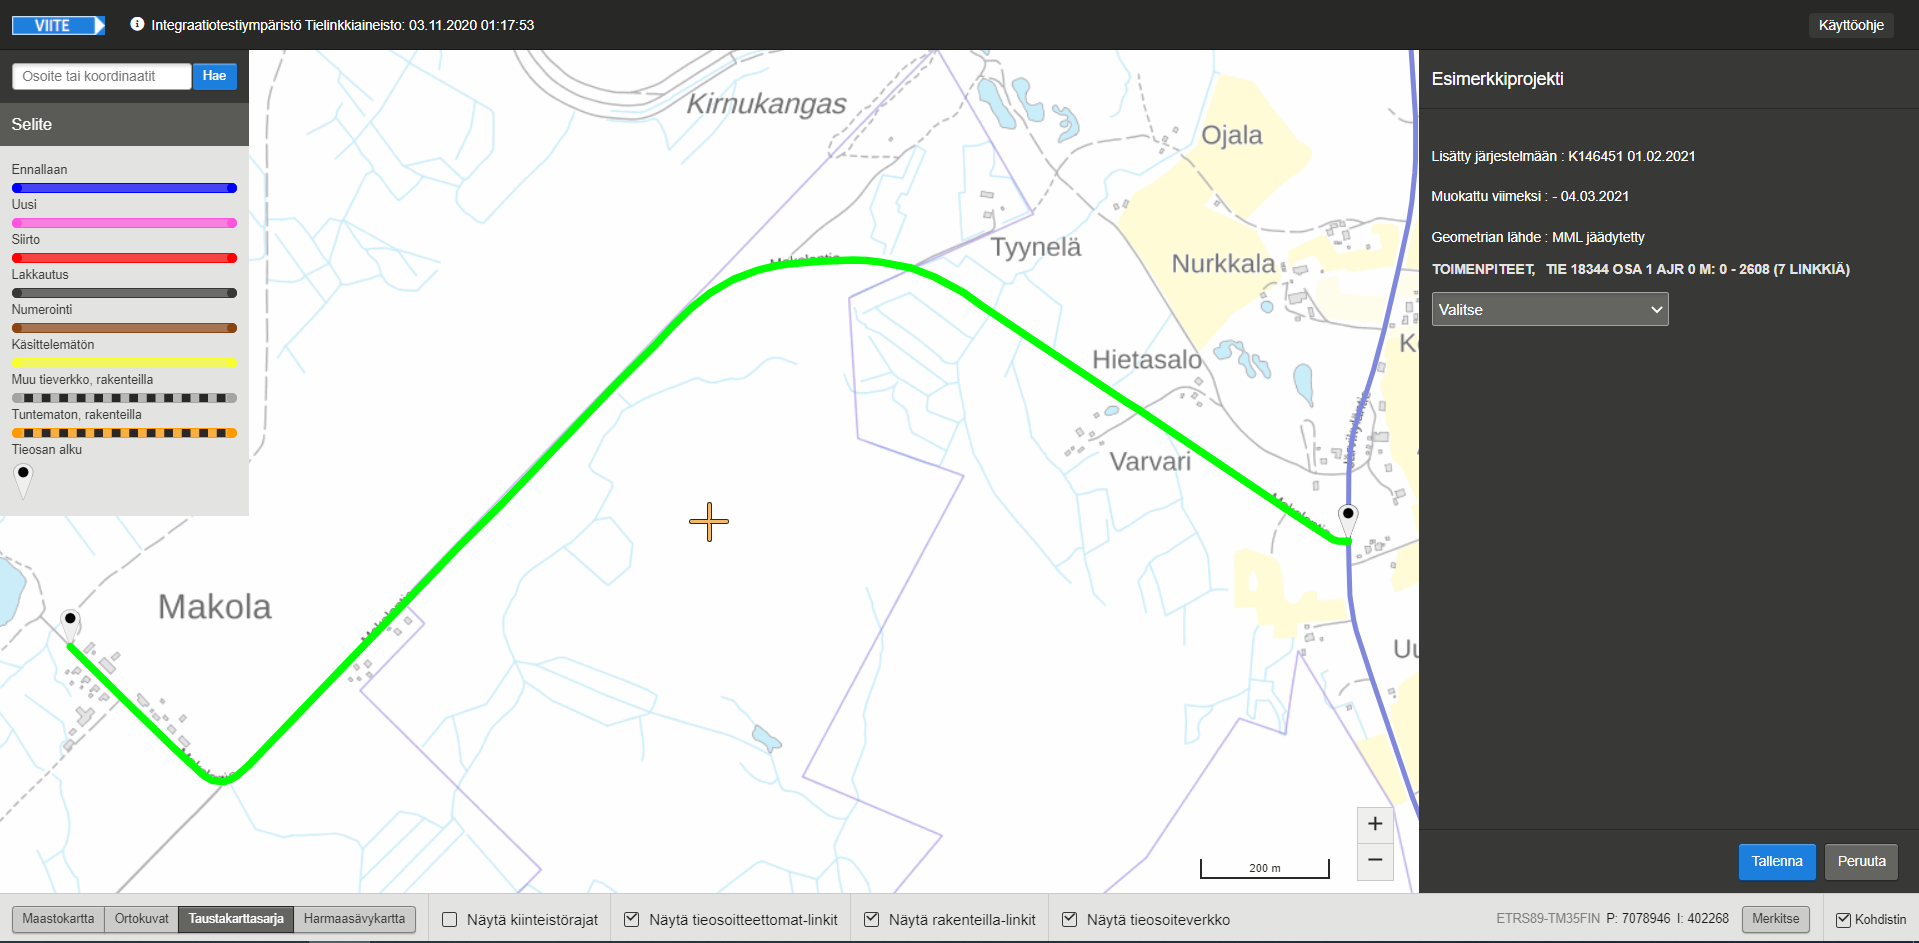 VIITE
Integraatiotestiympäristö Tielinkkiaineisto: 03.11.2020 01:17:53
Käyttöohje
Osoite tai koordinaatit
Hae
Selite
Ennallaan
Uusi
Siirto
Lakkautus
Numerointi
Käsittelemätön
Muu tieverkko, rakenteilla
Tuntematon, rakenteilla
Tieosan alku
Kirnukangas
Ojala
Tyynelä
Nurkkala
Hietasalo
Varvari
Makola
200 m
+
−
Esimerkkiprojekti
Lisätty järjestelmään : K146451 01.02.2021
Muokattu viimeksi : - 04.03.2021
Geometrian lähde : MML jäädytetty
TOIMENPITEET, TIE 18344 OSA 1 AJR 0 M: 0 - 2608 (7 LINKKIÄ)
Valitse
Tallenna
Peruuta
Maastokartta
Ortokuvat
Taustakarttasarja
Harmaasävykartta
Näytä kiinteistörajat
Näytä tieosoitteettomat-linkit
Näytä rakenteilla-linkit
Näytä tieosoiteverkko
ETRS89-TM35FIN P: 7078946 I: 402268
Merkitse
Kohdistin